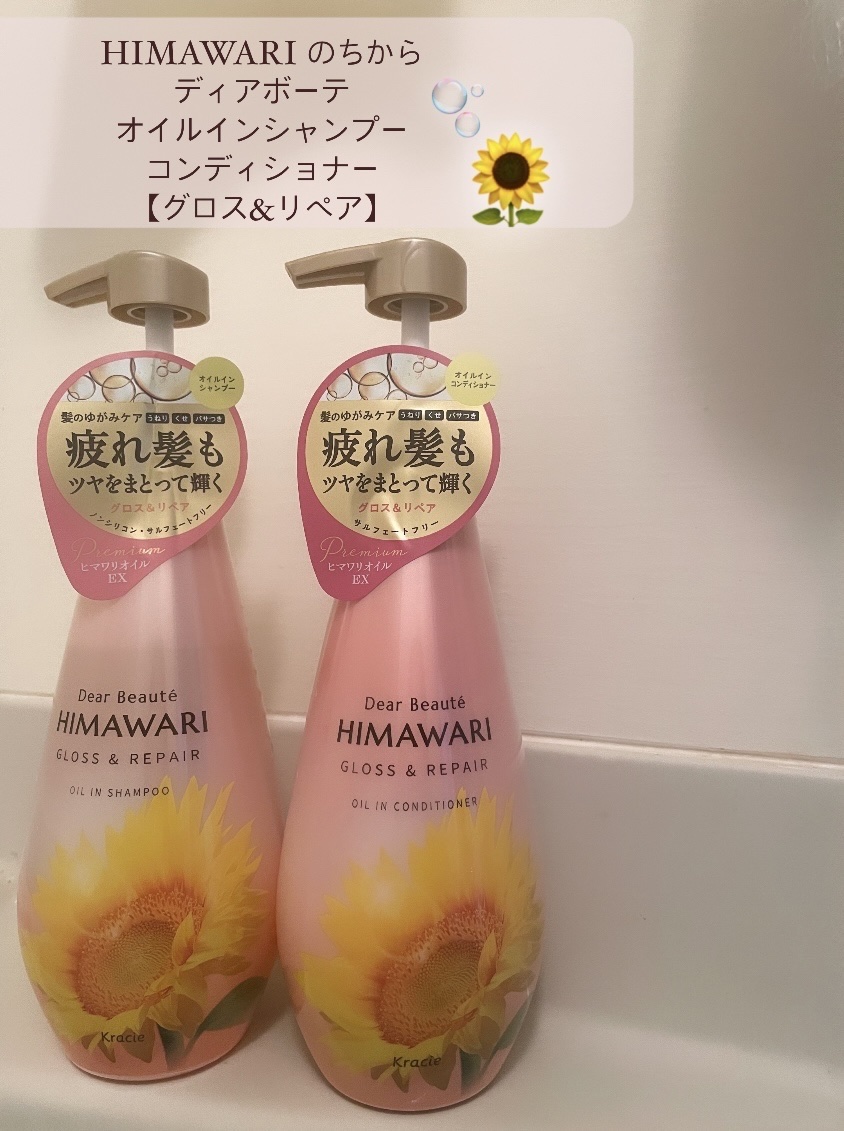 HIMAWARI のちから
ディアボーテ
オイルインシャンプー
コンディショナー
【グロス&リペア】
オイルイン
シャンプー
髪のゆがみケア うねり くせ パサつき
疲れ髪も
ツヤをまとって輝く
グロス&リペア
ノンシリコン・サルフェートフリー
Premium
ヒマワリオイル
EX
Dear Beauté
HIMAWARI
GLOSS & REPAIR
OIL IN SHAMPOO
Kracie
オイルイン
コンディショナー
髪のゆがみケア うねり くせ パサつき
疲れ髪も
ツヤをまとって輝く
グロス&リペア
サルフェートフリー
Premium
ヒマワリオイル
EX
Dear Beauté
HIMAWARI
GLOSS & REPAIR
OIL IN CONDITIONER
Kracie